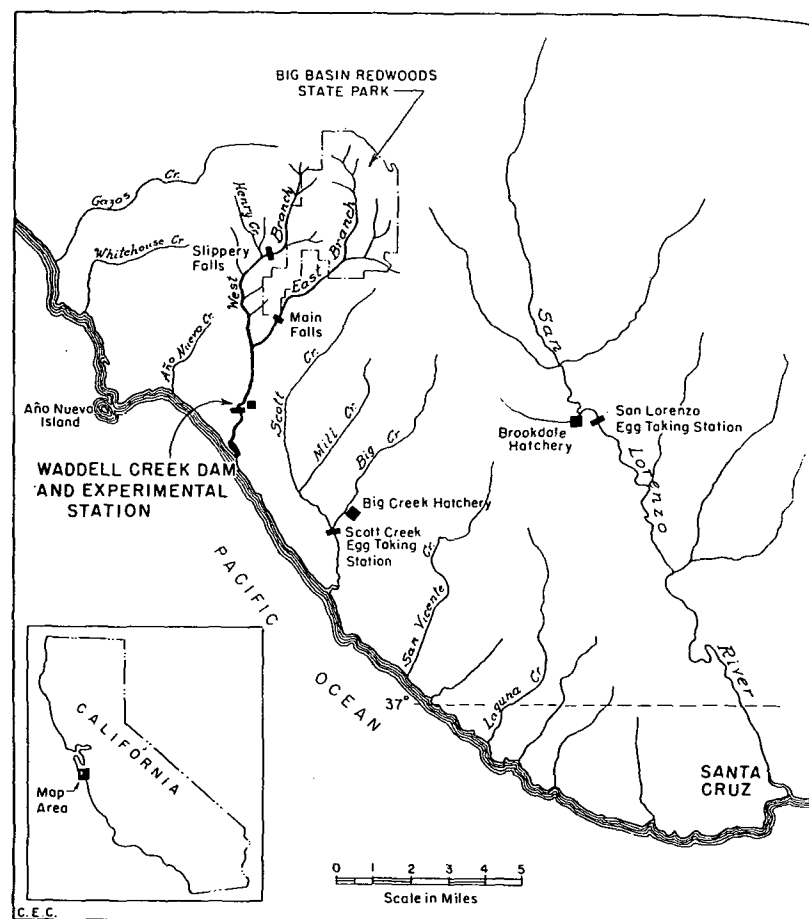 BIG BASIN REDWOODS
STATE PARK
Gazos Cr.
Whitehouse Cr.
Henry Cr.
West Branch
East Branch
Slippery
Falls
Main
Falls
Año Nuevo Cr.
Año Nuevo
Island
Scott Cr.
Mill Cr.
Big Cr.
San Lorenzo River
Brookdale
Hatchery
San Lorenzo
Egg Taking Station
WADDELL CREEK DAM
AND EXPERIMENTAL
STATION
Big Creek Hatchery
Scott Creek
Egg Taking
Station
San Vicente Cr.
Laguna Cr.
PACIFIC
OCEAN
37°
SANTA
CRUZ
CALIFORNIA
Map
Area
0 1 2 3 4 5
Scale in Miles
C.E.C.